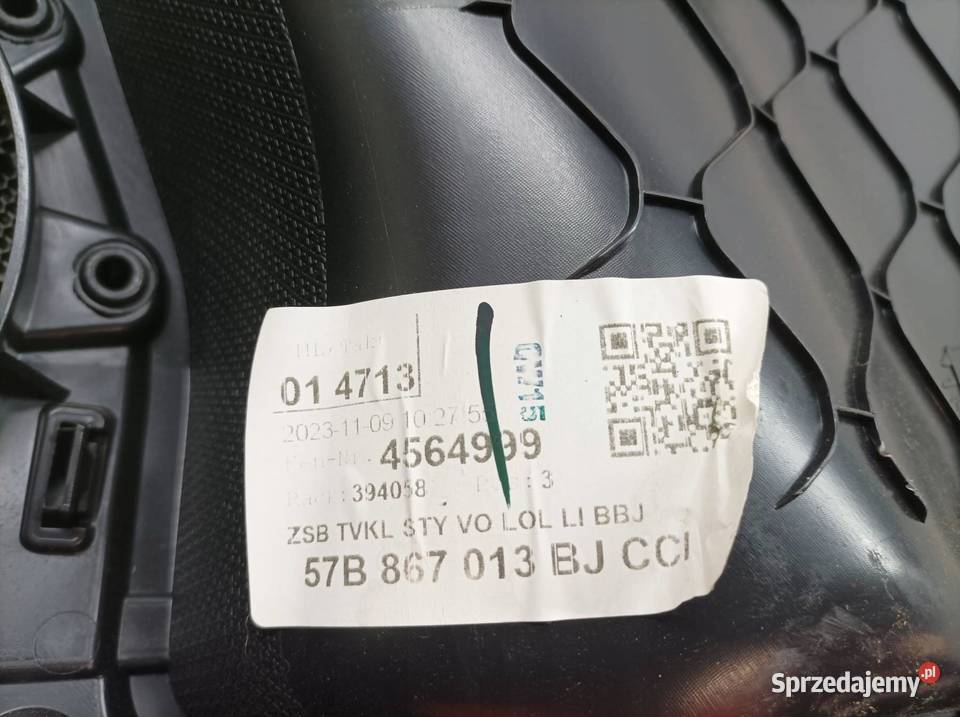 01 4713
2023-11-09 10:27:5
4564999
Rack: 394058 : 3
ZSB TVKL STY VO LOL LI BBJ
57B 867 013 BJ CC
Sprzedajemy.pl